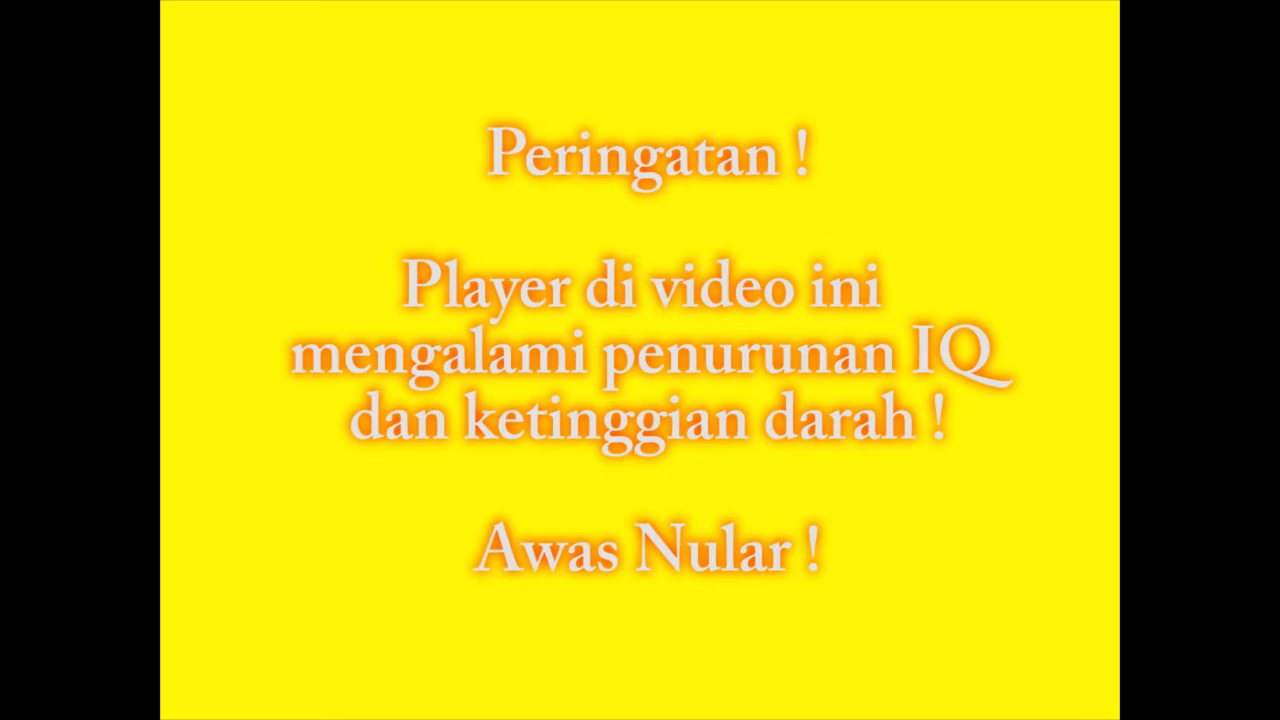 Peringatan !
Player di video ini
mengalami penurunan IQ
dan ketinggian darah !
Awas Nular !